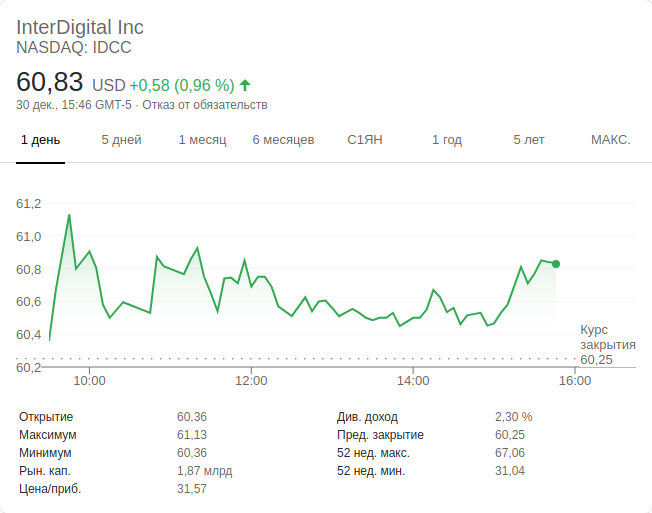 InterDigital Inc
NASDAQ: IDCC
60,83 USD +0,58 (0,96 %)
30 дек., 15:46 GMT-5 · Отказ от обязательств
1 день 5 дней 1 месяц 6 месяцев С1ЯН 1 год 5 лет МАКС.
61,2
61,0
60,8
60,6
60,4
60,2
Курс
закрытия
60,25
10:00 12:00 14:00 16:00
Открытие 60,36 Див. доход 2,30 %
Максимум 61,13 Пред. закрытие 60,25
Минимум 60,36 52 нед. макс. 67,06
Рын. кап. 1,87 млрд 52 нед. мин. 31,04
Цена/приб. 31,57